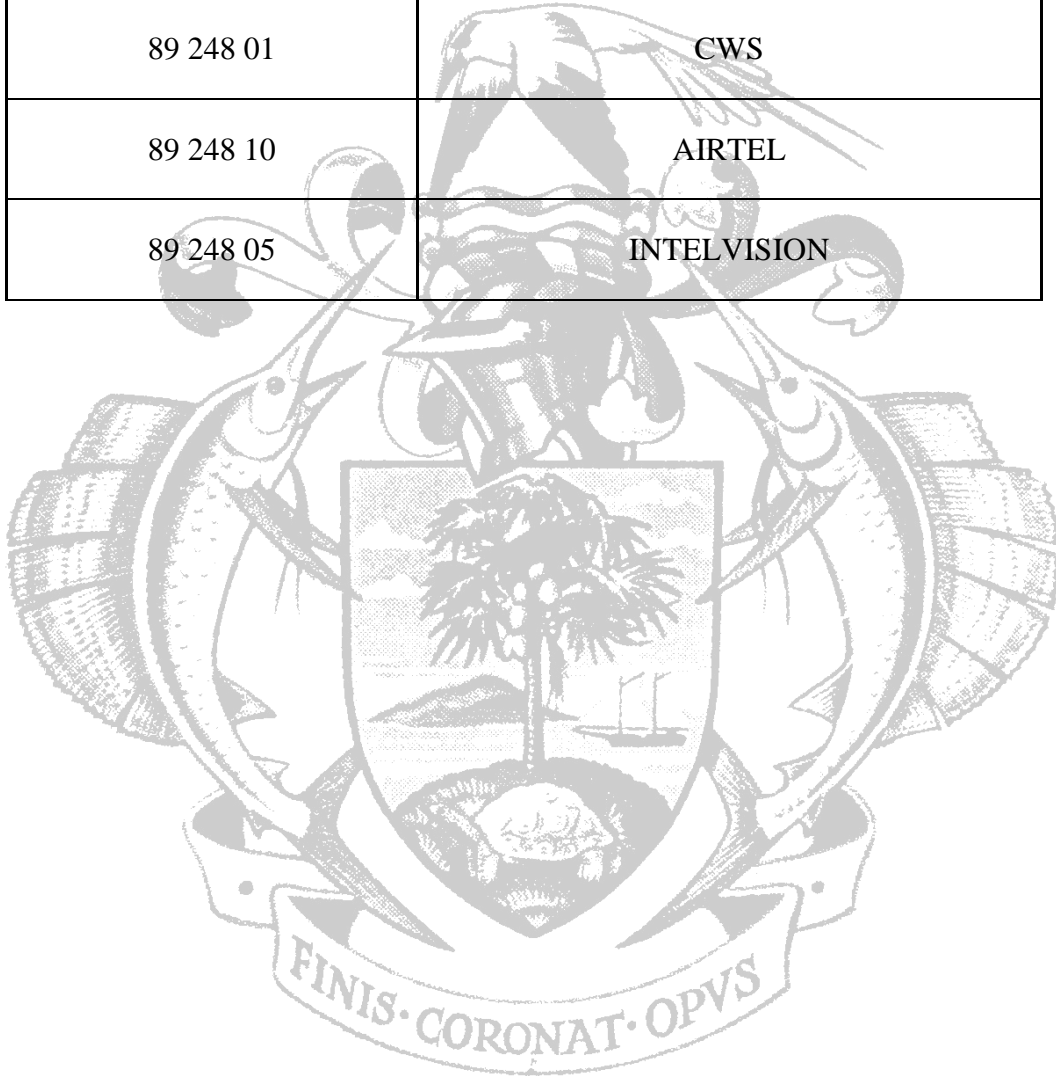 89 248 01 CWS
89 248 10 AIRTEL
89 248 05 INTELVISION
FINIS·CORONAT·OPVS